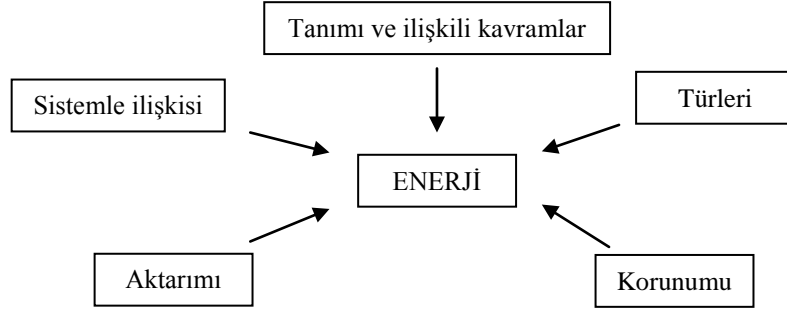 Tanımı ve ilişkili kavramlar
Sistemle ilişkisi
Türleri
ENERJİ
Aktarımı
Korunumu